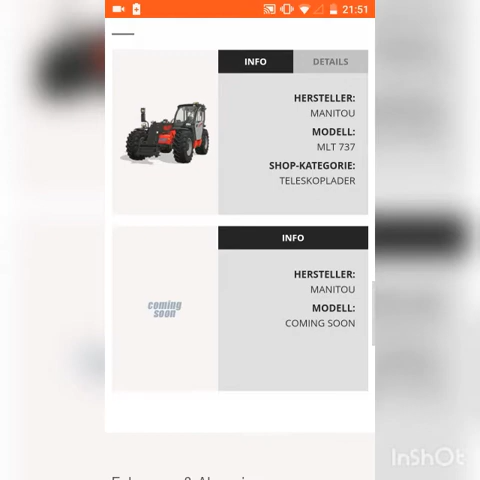 21:51
INFO
DETAILS
HERSTELLER:
MANITOU
MODELL:
MLT 737
SHOP-KATEGORIE:
TELESKOPLADER
INFO
coming
soon
HERSTELLER:
MANITOU
MODELL:
COMING SOON
InShOt